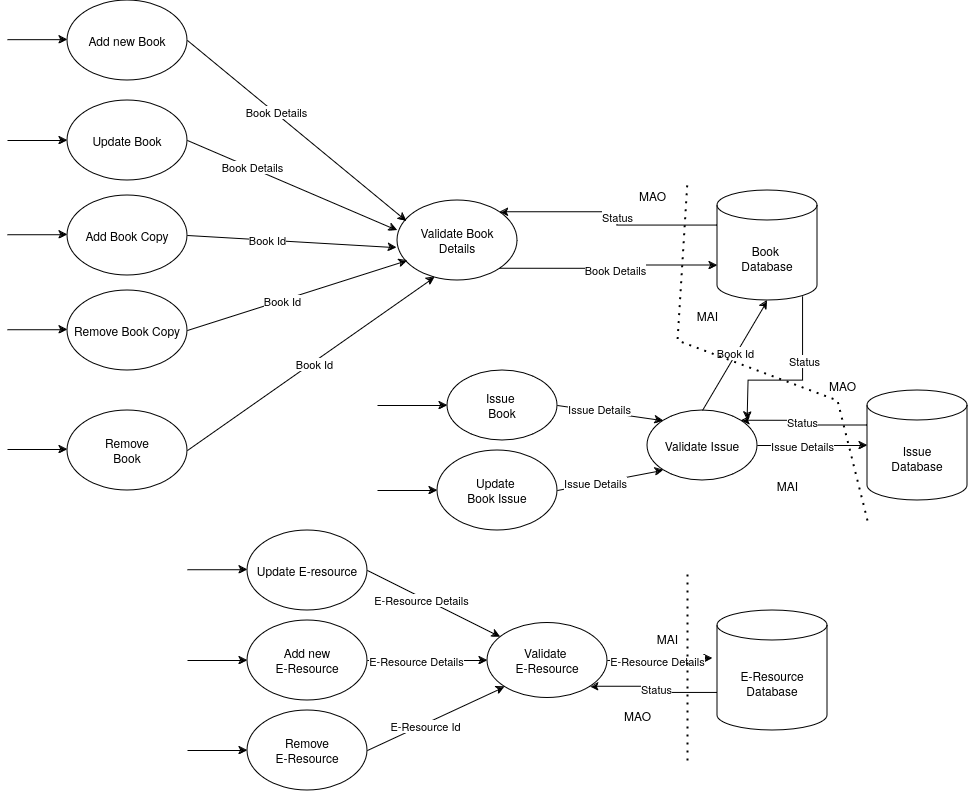 Add new Book
Book Details
Update Book
Book Details
Add Book Copy
Book Id
Remove Book Copy
Book Id
Remove
Book
Book Id
Validate Book
Details
MAO
Status
Book Details
Book
Database
MAI
Book Id
Status
MAO
Issue
Book
Issue Details
Update
Book Issue
Issue Details
Validate Issue
Status
Issue Details
MAI
Issue
Database
Update E-resource
E-Resource Details
Add new
E-Resource
E-Resource Details
Remove
E-Resource
E-Resource Id
Validate
E-Resource
MAI
E-Resource Details
Status
MAO
E-Resource
Database